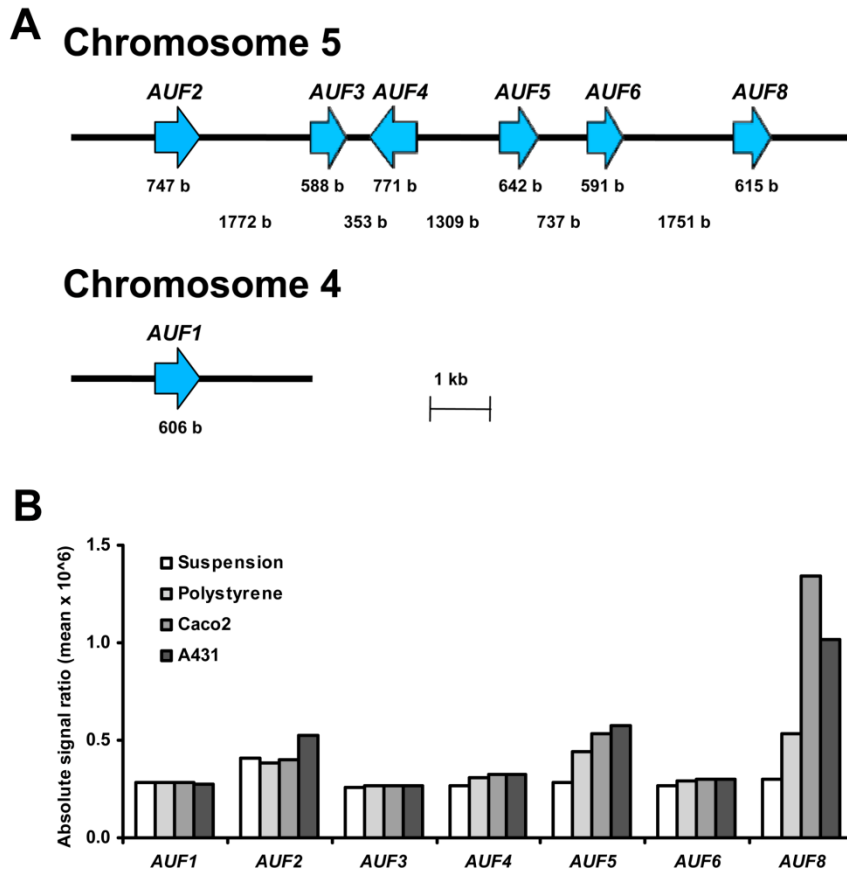 A
Chromosome 5
AUF2 AUF3 AUF4 AUF5 AUF6 AUF8
747 b 588 b 771 b 642 b 591 b 615 b
1772 b 353 b 1309 b 737 b 1751 b
Chromosome 4
AUF1
1 kb
606 b
B
Absolute signal ratio (mean x 10^6)
1.5
1.0
0.5
0.0
Suspension
Polystyrene
Caco2
A431
AUF1 AUF2 AUF3 AUF4 AUF5 AUF6 AUF8